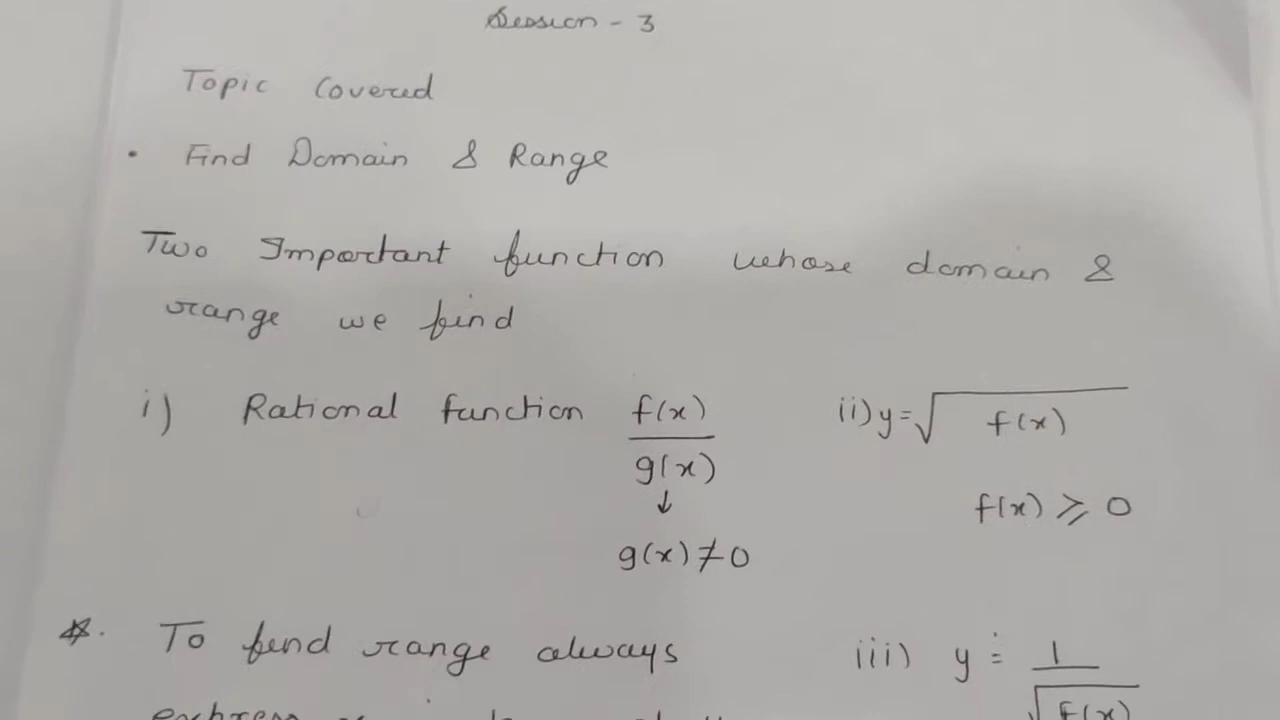 Session - 3
Topic Covered
• Find Domain & Range
Two Important function whose domain &
range we find
i) Rational function f(x)/g(x)
↓
g(x) ≠ 0
ii) y = √f(x)
f(x) ≥ 0
*. To find range always
express
iii) y = 1/√f(x)